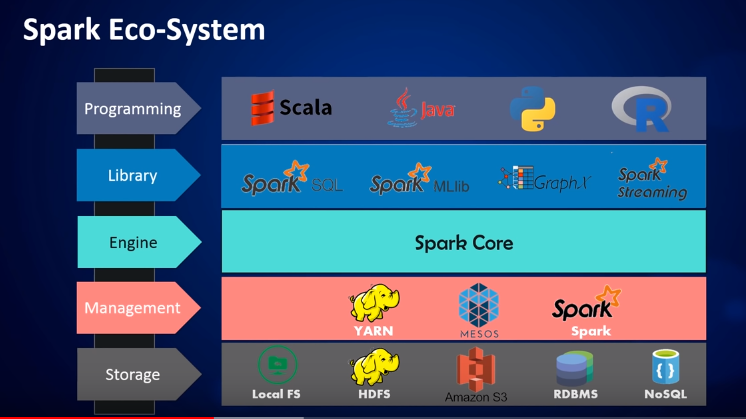 Spark Eco-System
Programming
Scala
Java
R
Library
Spark SQL
Spark MLlib
GraphX
Spark Streaming
Engine
Spark Core
Management
YARN
MESOS
Spark
Spark
Storage
Local FS
HDFS
Amazon S3
RDBMS
NoSQL